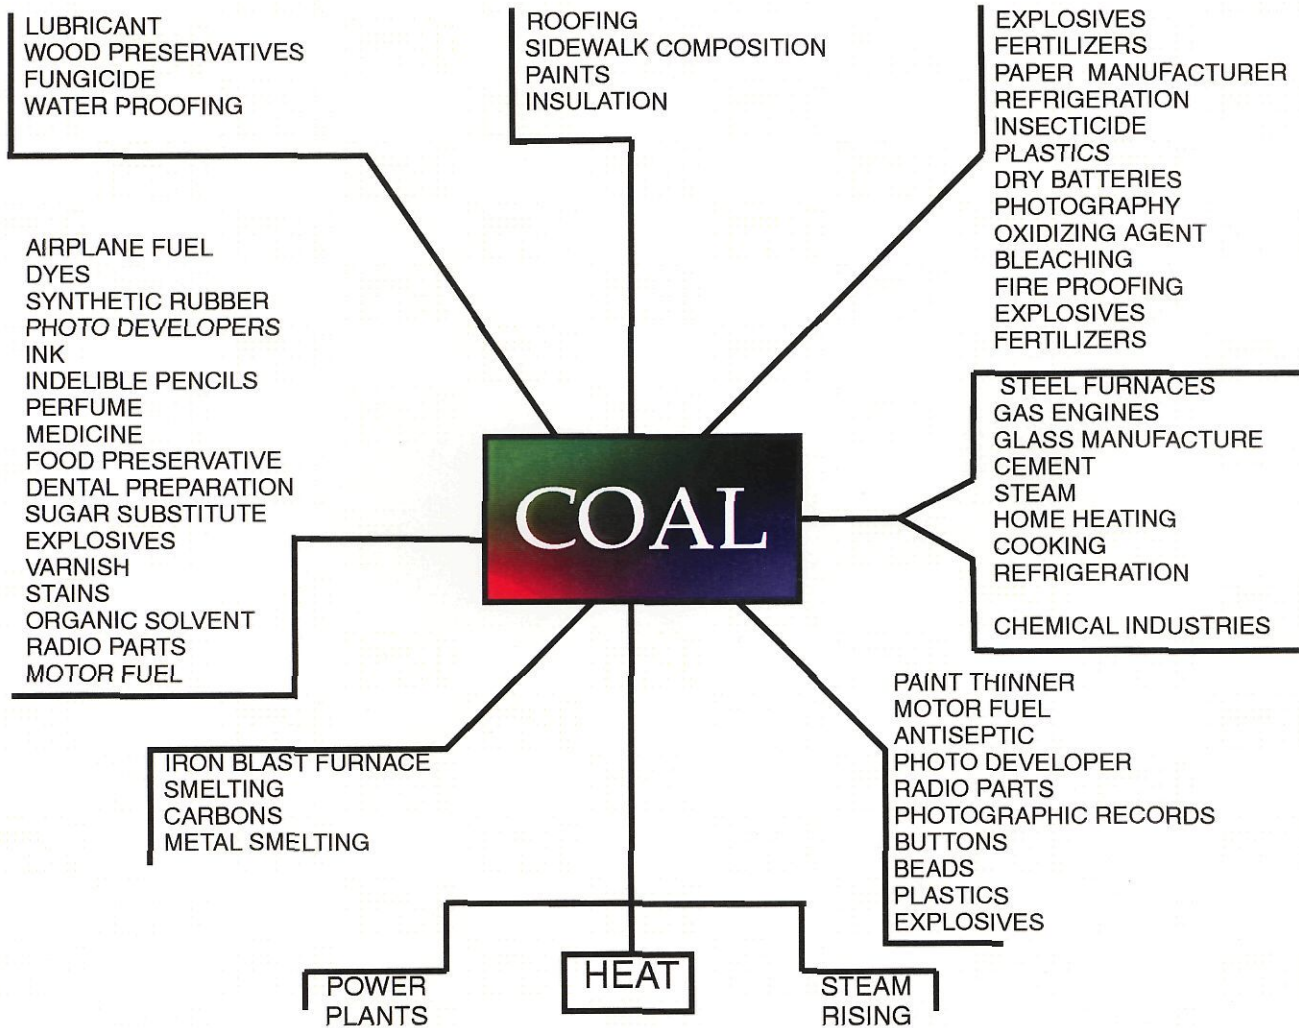 LUBRICANT
WOOD PRESERVATIVES
FUNGICIDE
WATER PROOFING
ROOFING
SIDEWALK COMPOSITION
PAINTS
INSULATION
EXPLOSIVES
FERTILIZERS
PAPER MANUFACTURER
REFRIGERATION
INSECTICIDE
PLASTICS
DRY BATTERIES
PHOTOGRAPHY
OXIDIZING AGENT
BLEACHING
FIRE PROOFING
EXPLOSIVES
FERTILIZERS
AIRPLANE FUEL
DYES
SYNTHETIC RUBBER
PHOTO DEVELOPERS
INK
INDELIBLE PENCILS
PERFUME
MEDICINE
FOOD PRESERVATIVE
DENTAL PREPARATION
SUGAR SUBSTITUTE
EXPLOSIVES
VARNISH
STAINS
ORGANIC SOLVENT
RADIO PARTS
MOTOR FUEL
COAL
STEEL FURNACES
GAS ENGINES
GLASS MANUFACTURE
CEMENT
STEAM
HOME HEATING
COOKING
REFRIGERATION
CHEMICAL INDUSTRIES
IRON BLAST FURNACE
SMELTING
CARBONS
METAL SMELTING
PAINT THINNER
MOTOR FUEL
ANTISEPTIC
PHOTO DEVELOPER
RADIO PARTS
PHOTOGRAPHIC RECORDS
BUTTONS
BEADS
PLASTICS
EXPLOSIVES
POWER
PLANTS
HEAT
STEAM
RISING